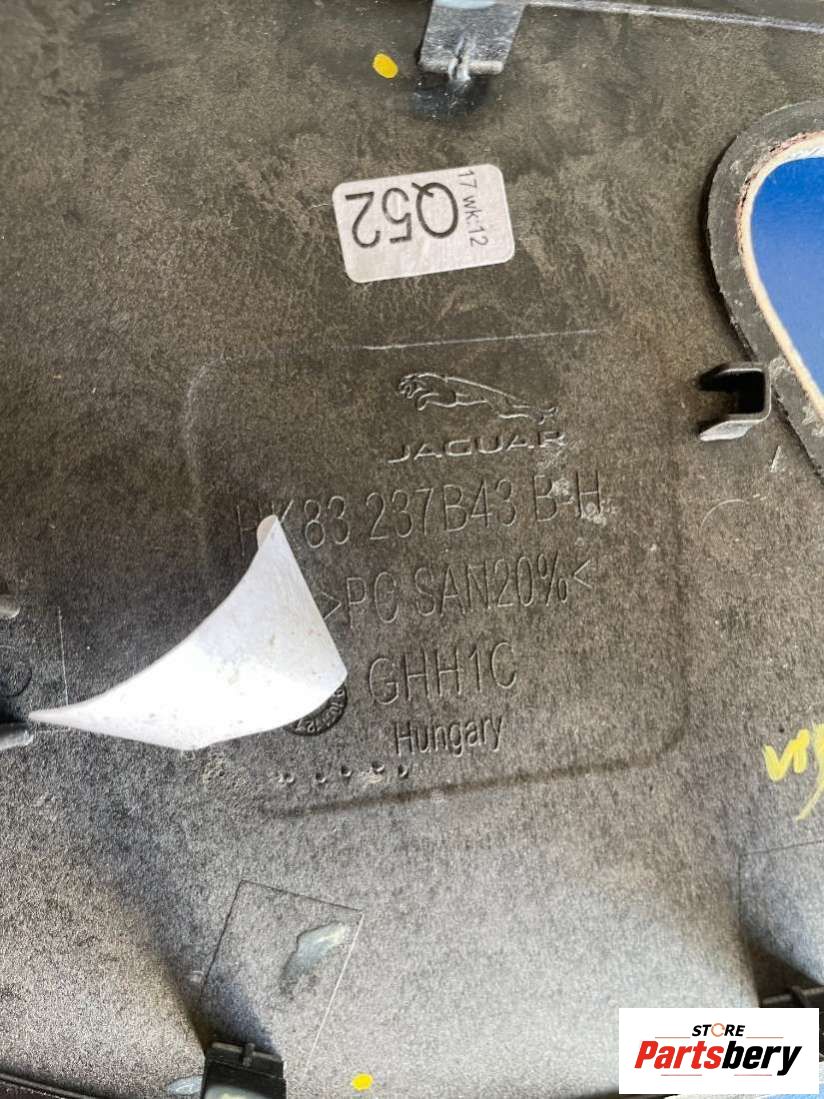 17 wk:12
Q52
JAGUAR
HK83 237B43 B-H
>PC SAN20%<
GHH1C
Hungary
STORE
Partsbery